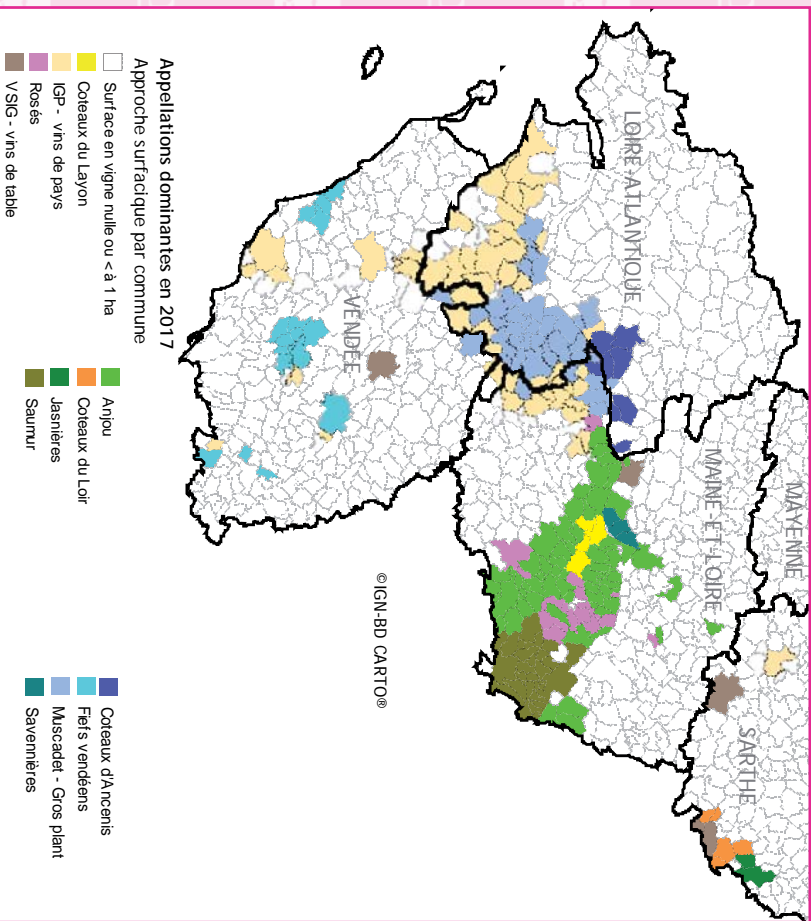 LOIRE-ATLANTIQUE
MAYENNE
MAINE-ET-LOIRE
SARTHE
VENDÉE
©IGN-BD CARTO®
Appellations dominantes en 2017
Approche surfacique par commune
Surface en vigne nulle ou < à 1 ha
Coteaux du Layon
IGP - vins de pays
Rosés
VSIG - vins de table
Anjou
Coteaux du Loir
Jasnières
Saumur
Coteaux d'Ancenis
Fiefs vendéens
Muscadet - Gros plant
Savennières